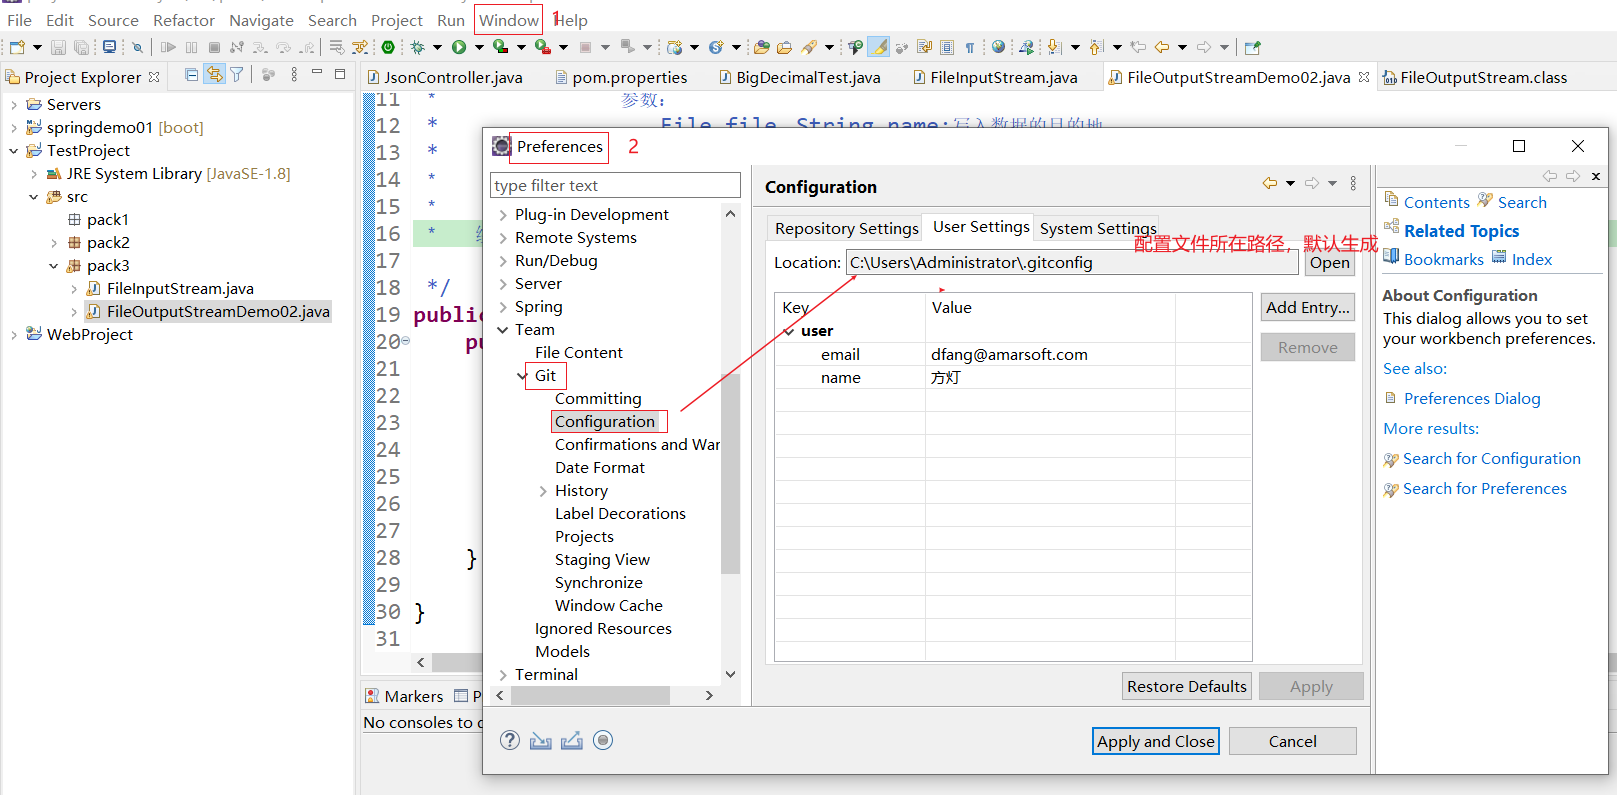 File Edit Source Refactor Navigate Search Project Run Window 1 Help
Project Explorer
JsonController.java pom.properties BigDecimalTest.java FileInputStream.java FileOutputStreamDemo02.java FileOutputStream.class
Servers
springdemo01 [boot]
TestProject
JRE System Library [JavaSE-1.8]
src
pack1
pack2
pack3
FileInputStream.java
FileOutputStreamDemo02.java
WebProject
11 * 参数:
12 * File file、String name:写入数据的目的地
13 *
14 *
15 *
16 *
17
18 */
19 public
20
21
22
23
24
25
26
27
28 }
29
30 }
31
Markers
No consoles to
Preferences 2
type filter text
Plug-in Development
Remote Systems
Run/Debug
Server
Spring
Team
File Content
Git
Committing
Configuration
Confirmations and War
Date Format
History
Label Decorations
Projects
Staging View
Synchronize
Window Cache
Ignored Resources
Models
Terminal
Configuration
Repository Settings User Settings System Settings
配置文件所在路径，默认生成
Location: C:\Users\Administrator\.gitconfig Open
Key Value
user
email dfang@amarsoft.com
name 方灯
Add Entry...
Remove
Restore Defaults Apply
Apply and Close Cancel
Contents Search
Related Topics
Bookmarks Index
About Configuration
This dialog allows you to set
your workbench preferences.
See also:
Preferences Dialog
More results:
Search for Configuration
Search for Preferences